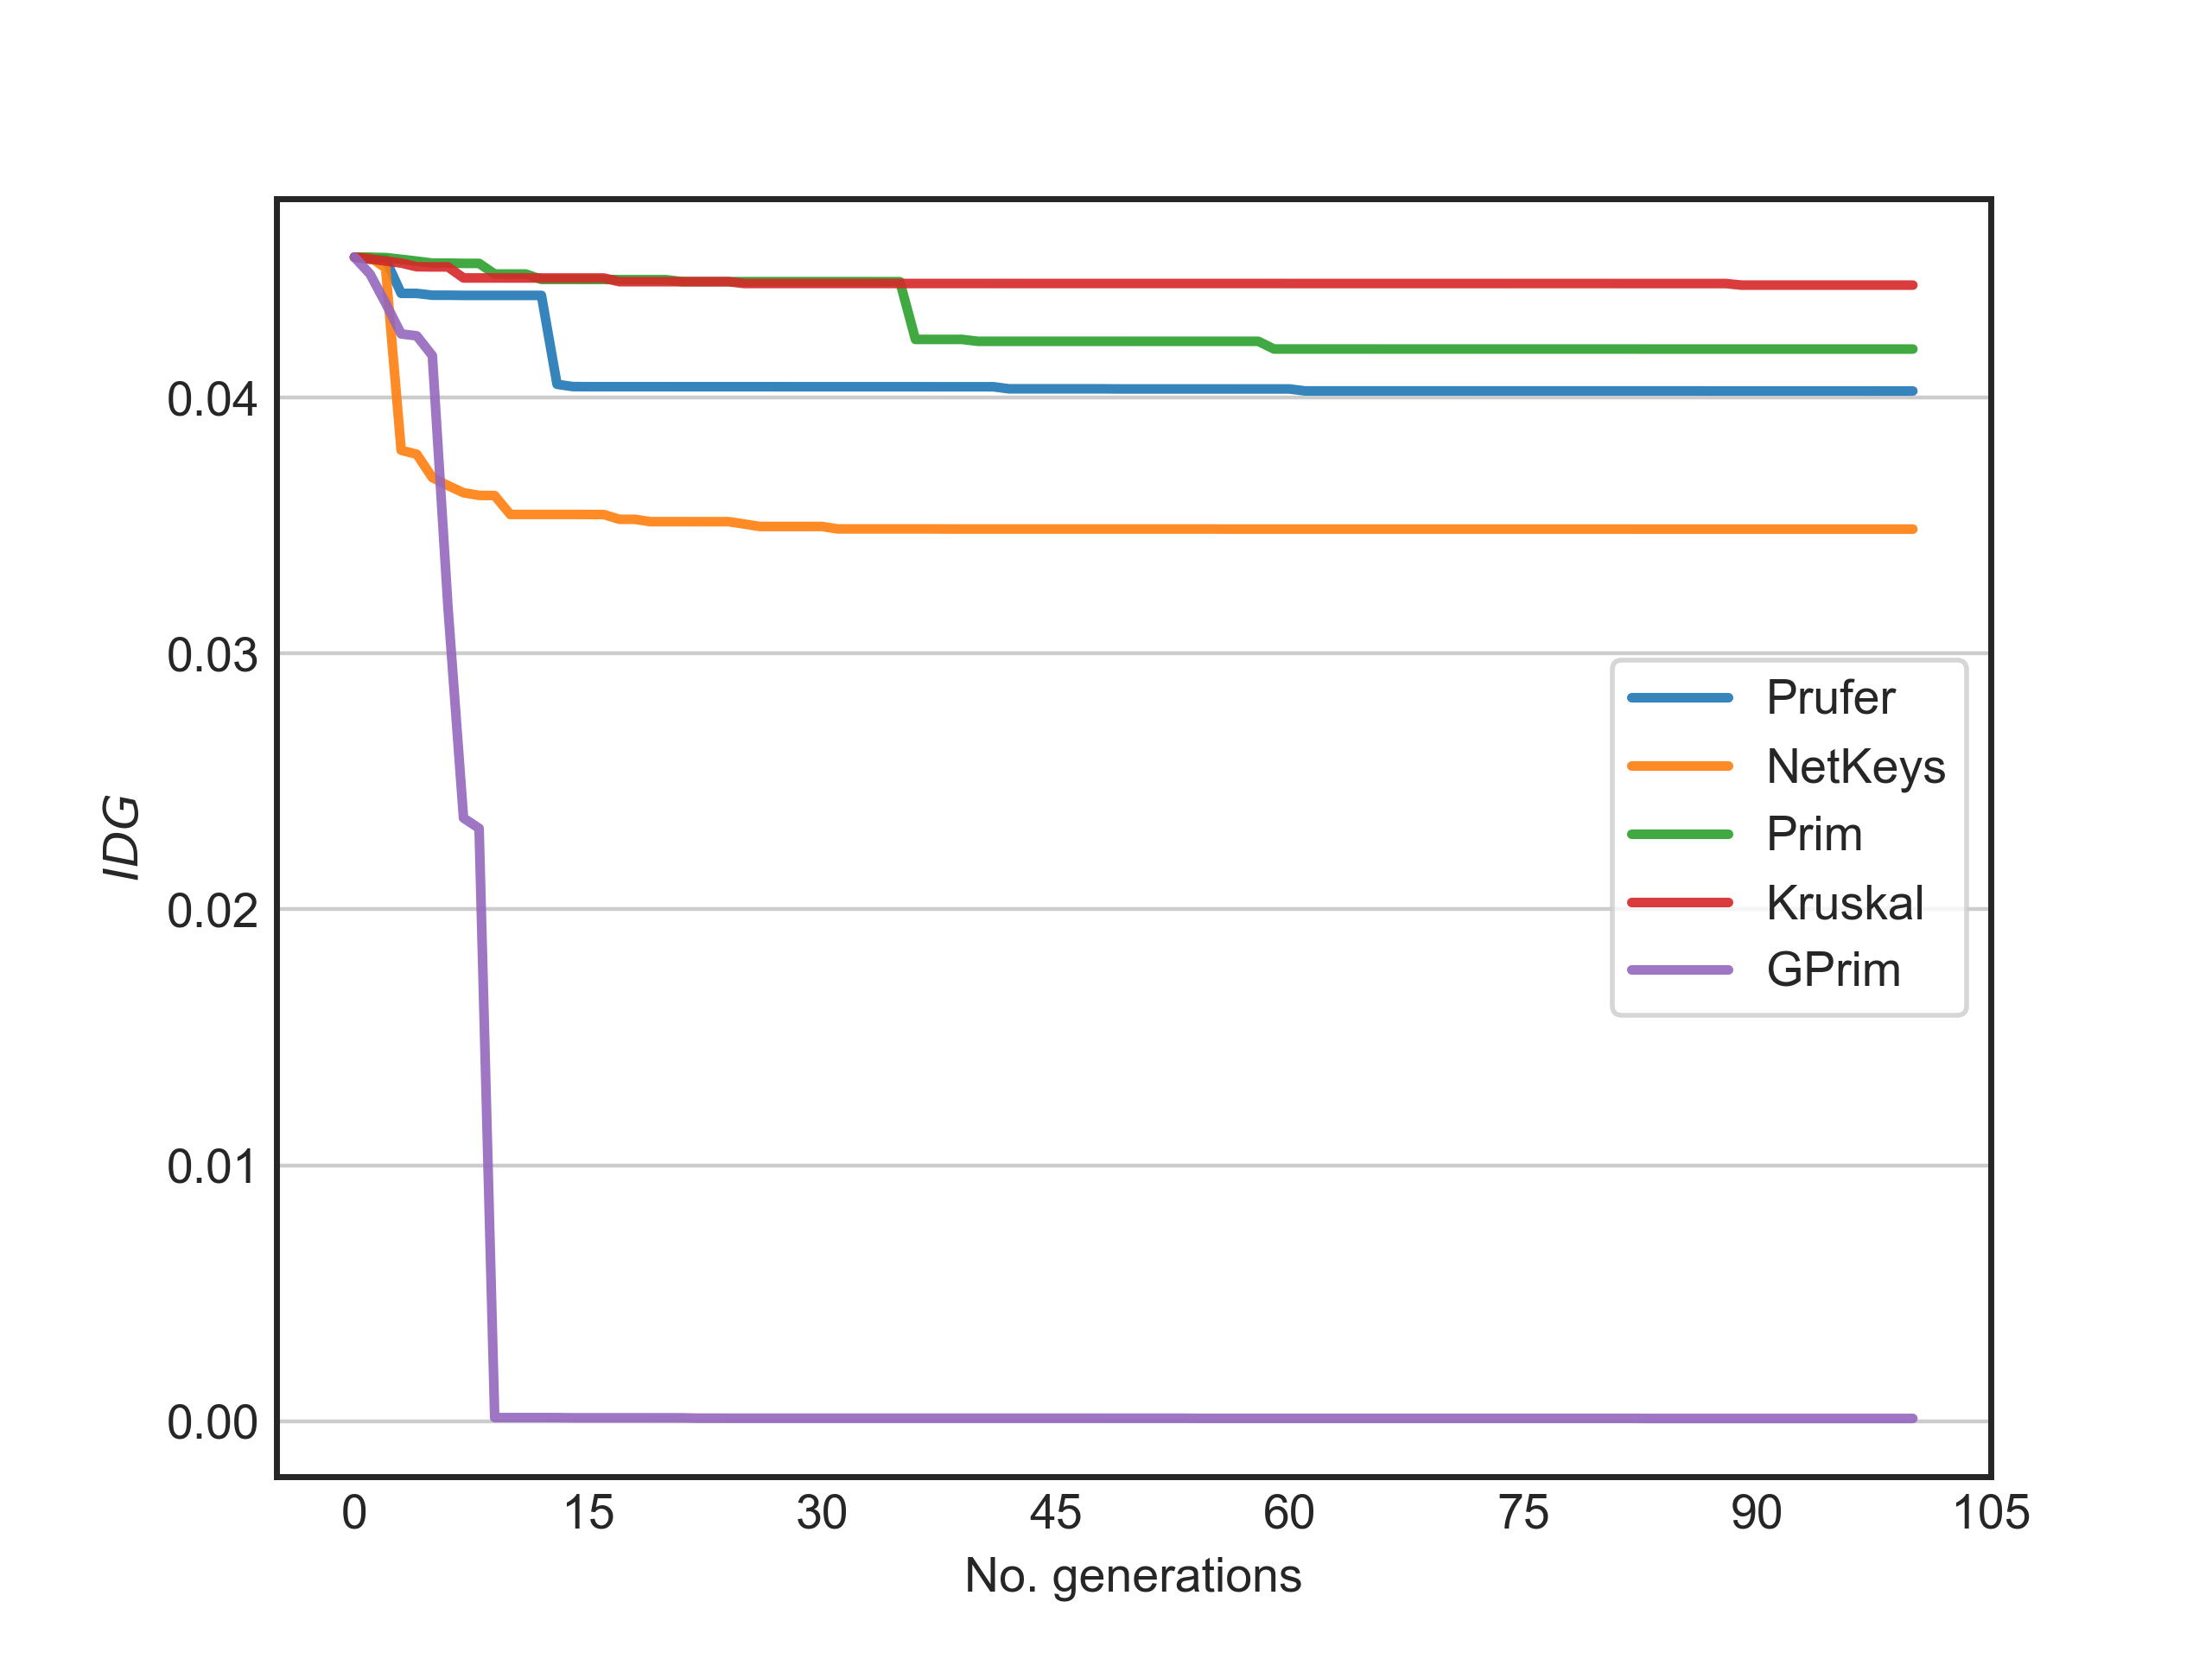 0.04
0.03
0.02
0.01
0.00
IDG
0 15 30 45 60 75 90 105
No. generations
Prufer
NetKeys
Prim
Kruskal
GPrim